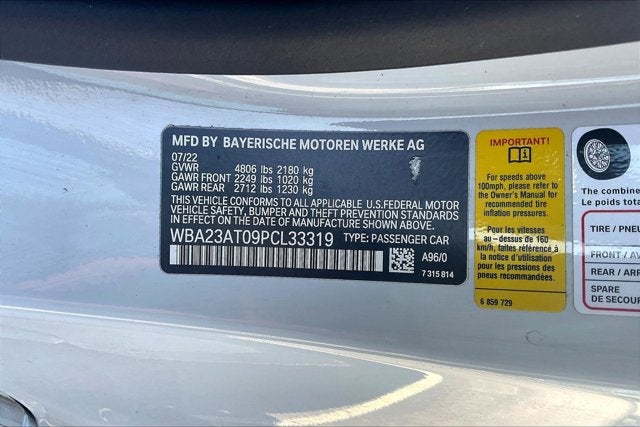 MFD BY BAYERISCHE MOTOREN WERKE AG
07/22
GVWR 4806 lbs 2180 kg
GAWR FRONT 2249 lbs 1020 kg
GAWR REAR 2712 lbs 1230 kg
THIS VEHICLE CONFORMS TO ALL APPLICABLE U.S.FEDERAL MOTOR
VEHICLE SAFETY, BUMPER AND THEFT PREVENTION STANDARDS
IN EFFECT ON THE DATE OF MANUFACTURE SHOWN ABOVE.
WBA23AT09PCL33319 TYPE: PASSENGER CAR
A96/0
7 315 814
IMPORTANT!
For speeds above
100mph, please refer to
the Owner's Manual for
recommended tire
inflation pressures.
Pour les vitesses
au-dessus de 160
km/h, faites référence à
la notice d'utilisation
pour les pressions des
pneus recommandées.
6 859 729
The combine
Le poids total
TIRE / PNEU
FRONT / AV
REAR / ARR
SPARE
DE SECOUR